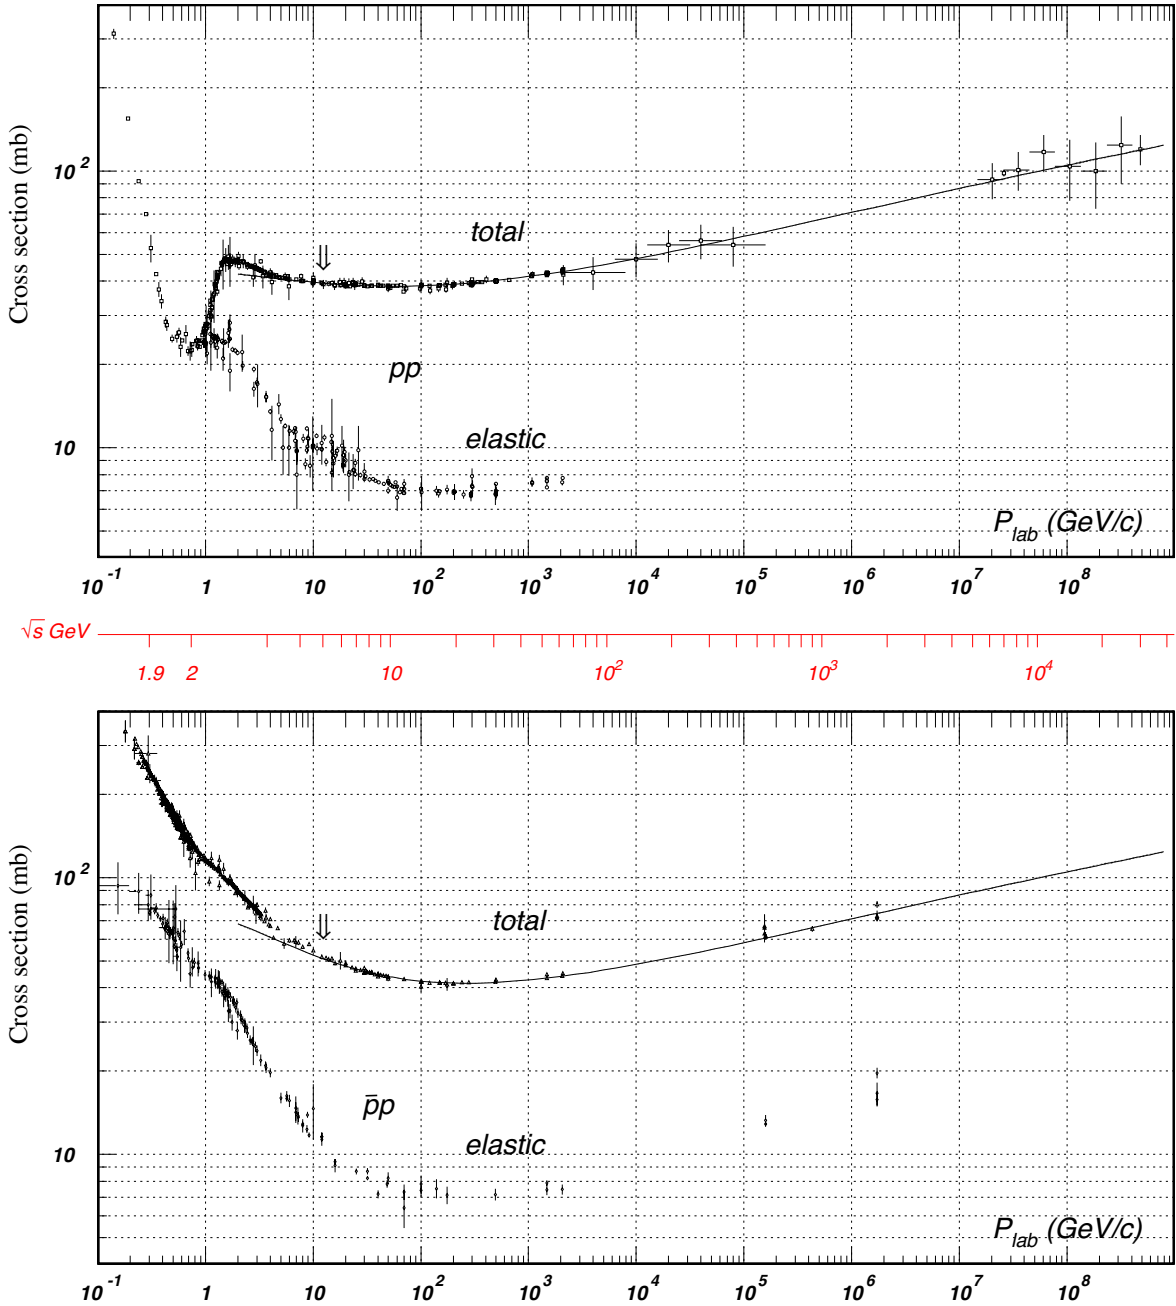 Cross section (mb)
10²
10
⇓
total
pp
elastic
P_lab (GeV/c)
10⁻¹ 1 10 10² 10³ 10⁴ 10⁵ 10⁶ 10⁷ 10⁸
√s GeV
1.9 2 10 10² 10³ 10⁴
Cross section (mb)
10²
10
⇓
total
p̄p
elastic
P_lab (GeV/c)
10⁻¹ 1 10 10² 10³ 10⁴ 10⁵ 10⁶ 10⁷ 10⁸